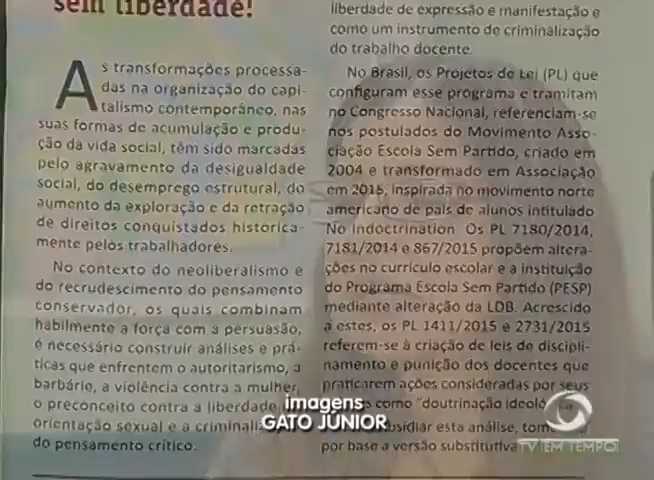 sem liberdade!
As transformações processa-
das na organização do capi-
talismo contemporâneo, nas
suas formas de acumulação e produ-
ção da vida social, têm sido marcadas
pelo agravamento da desigualdade
social, do desemprego estrutural, do
aumento da exploração e da retração
de direitos conquistados historica-
mente pelos trabalhadores.
No contexto do neoliberalismo e
do recrudescimento do pensamento
conservador, os quais combinam
habilmente a força com a persuasão,
é necessário construir análises e prá-
ticas que enfrentem o autoritarismo, a
barbárie, a violência contra a mulher,
o preconceito contra a liberdade
orientação sexual e a criminali
do pensamento crítico.
liberdade de expressão e manifestação e
como um instrumento de criminalização
do trabalho docente.
No Brasil, os Projetos de Lei (PL) que
configuram esse programa e tramitam
no Congresso Nacional, referenciam-se
nos postulados do Movimento Asso-
ciação Escola Sem Partido, criado em
2004 e transformado em Associação
em 2015, inspirada no movimento norte
americano de pais de alunos intitulado
No Indoctrination. Os PL 7180/2014,
7181/2014 e 867/2015 propõem altera-
ções no currículo escolar e a instituição
do Programa Escola Sem Partido (PESP)
mediante alteração da LDB. Acrescido
a estes, os PL 1411/2015 e 2731/2015
referem-se à criação de leis de discipli-
namento e punição dos docentes que
praticarem ações consideradas por seus
como "doutrinação ideoló
sidiar esta análise, tom
por base a versão substitutiva
imagens
GATO JÚNIOR
TV EM TEMPO